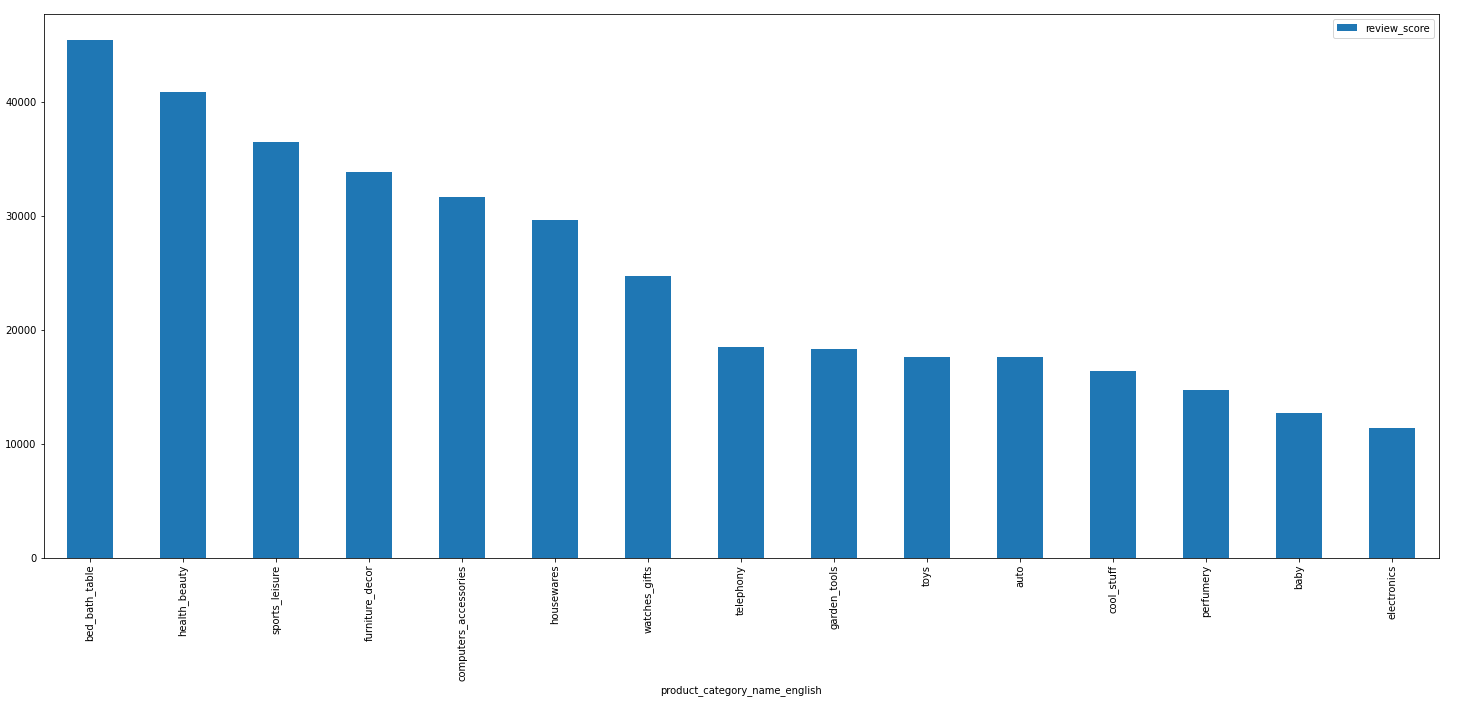 review_score
40000
30000
20000
10000
0
bed_bath_table
health_beauty
sports_leisure
furniture_decor
computers_accessories
housewares
watches_gifts
telephony
garden_tools
toys
auto
cool_stuff
perfumery
baby
electronics
product_category_name_english